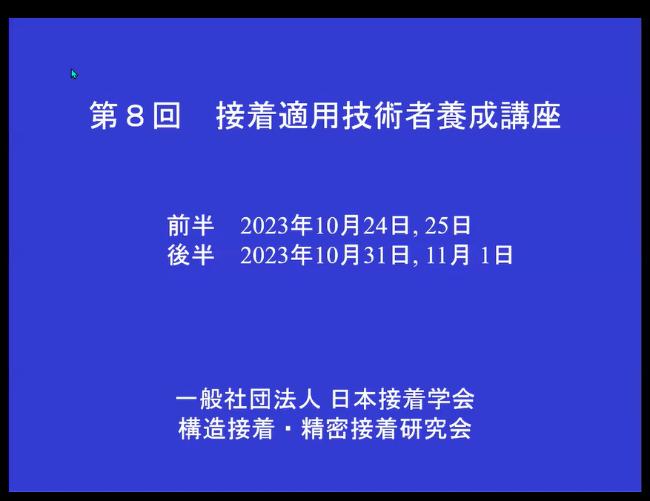 第８回　接着適用技術者養成講座
前半　2023年10月24日, 25日
後半　2023年10月31日, 11月 1日
一般社団法人 日本接着学会
構造接着・精密接着研究会